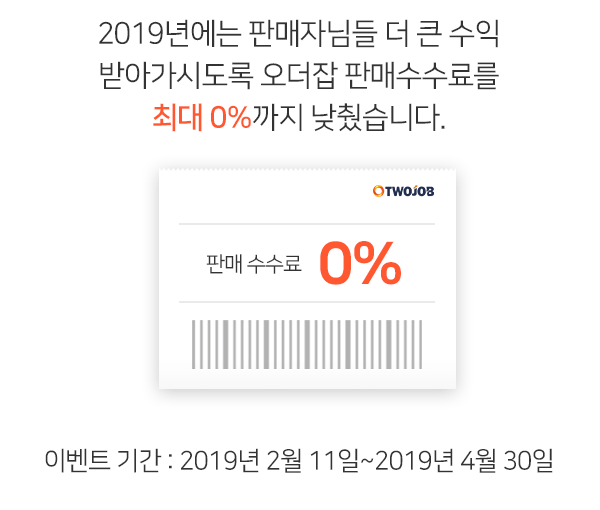 2019년에는 판매자님들 더 큰 수익
받아가시도록 오더잡 판매수수료를
최대 0%까지 낮췄습니다.
OTWOJOB
판매 수수료 0%
이벤트 기간 : 2019년 2월 11일~2019년 4월 30일